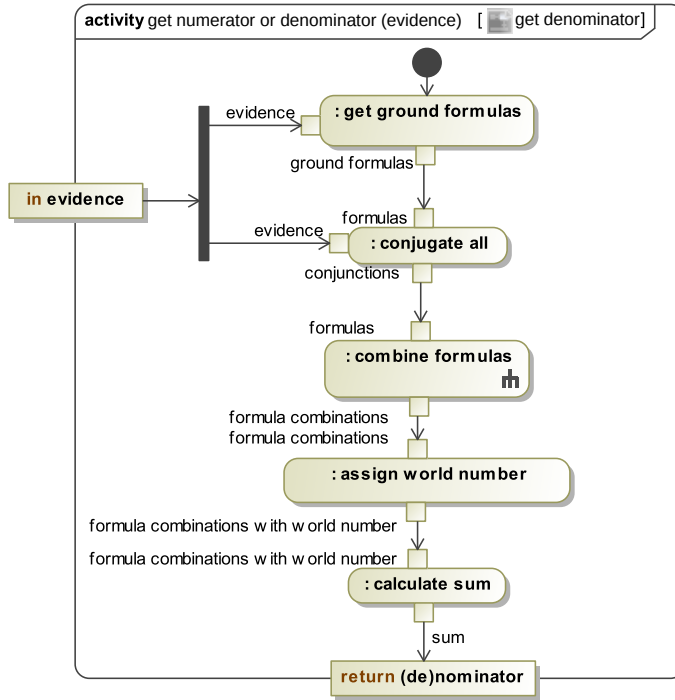 activity get numerator or denominator (evidence) [ get denominator]
evidence
: get ground formulas
ground formulas
in evidence
formulas
evidence
: conjugate all
conjunctions
formulas
: combine formulas
formula combinations
formula combinations
: assign world number
formula combinations with world number
formula combinations with world number
: calculate sum
sum
return (de)nominator